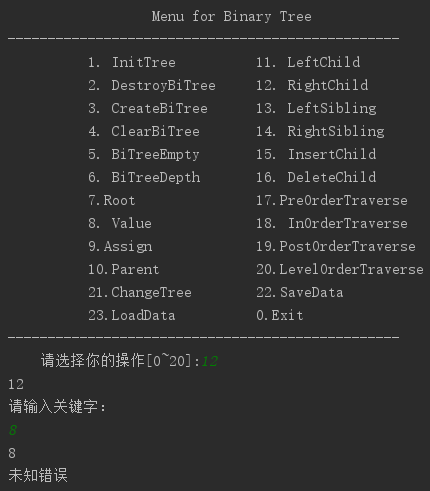 Menu for Binary Tree
-------------------------------------------------
1. InitTree 11. LeftChild
2. DestroyBiTree 12. RightChild
3. CreateBiTree 13. LeftSibling
4. ClearBiTree 14. RightSibling
5. BiTreeEmpty 15. InsertChild
6. BiTreeDepth 16. DeleteChild
7.Root 17.PreOrderTraverse
8. Value 18. InOrderTraverse
9.Assign 19.PostOrderTraverse
10.Parent 20.LevelOrderTraverse
21.ChangeTree 22.SaveData
23.LoadData 0.Exit
-------------------------------------------------
请选择你的操作[0~20]:12
12
请输入关键字:
8
8
未知错误